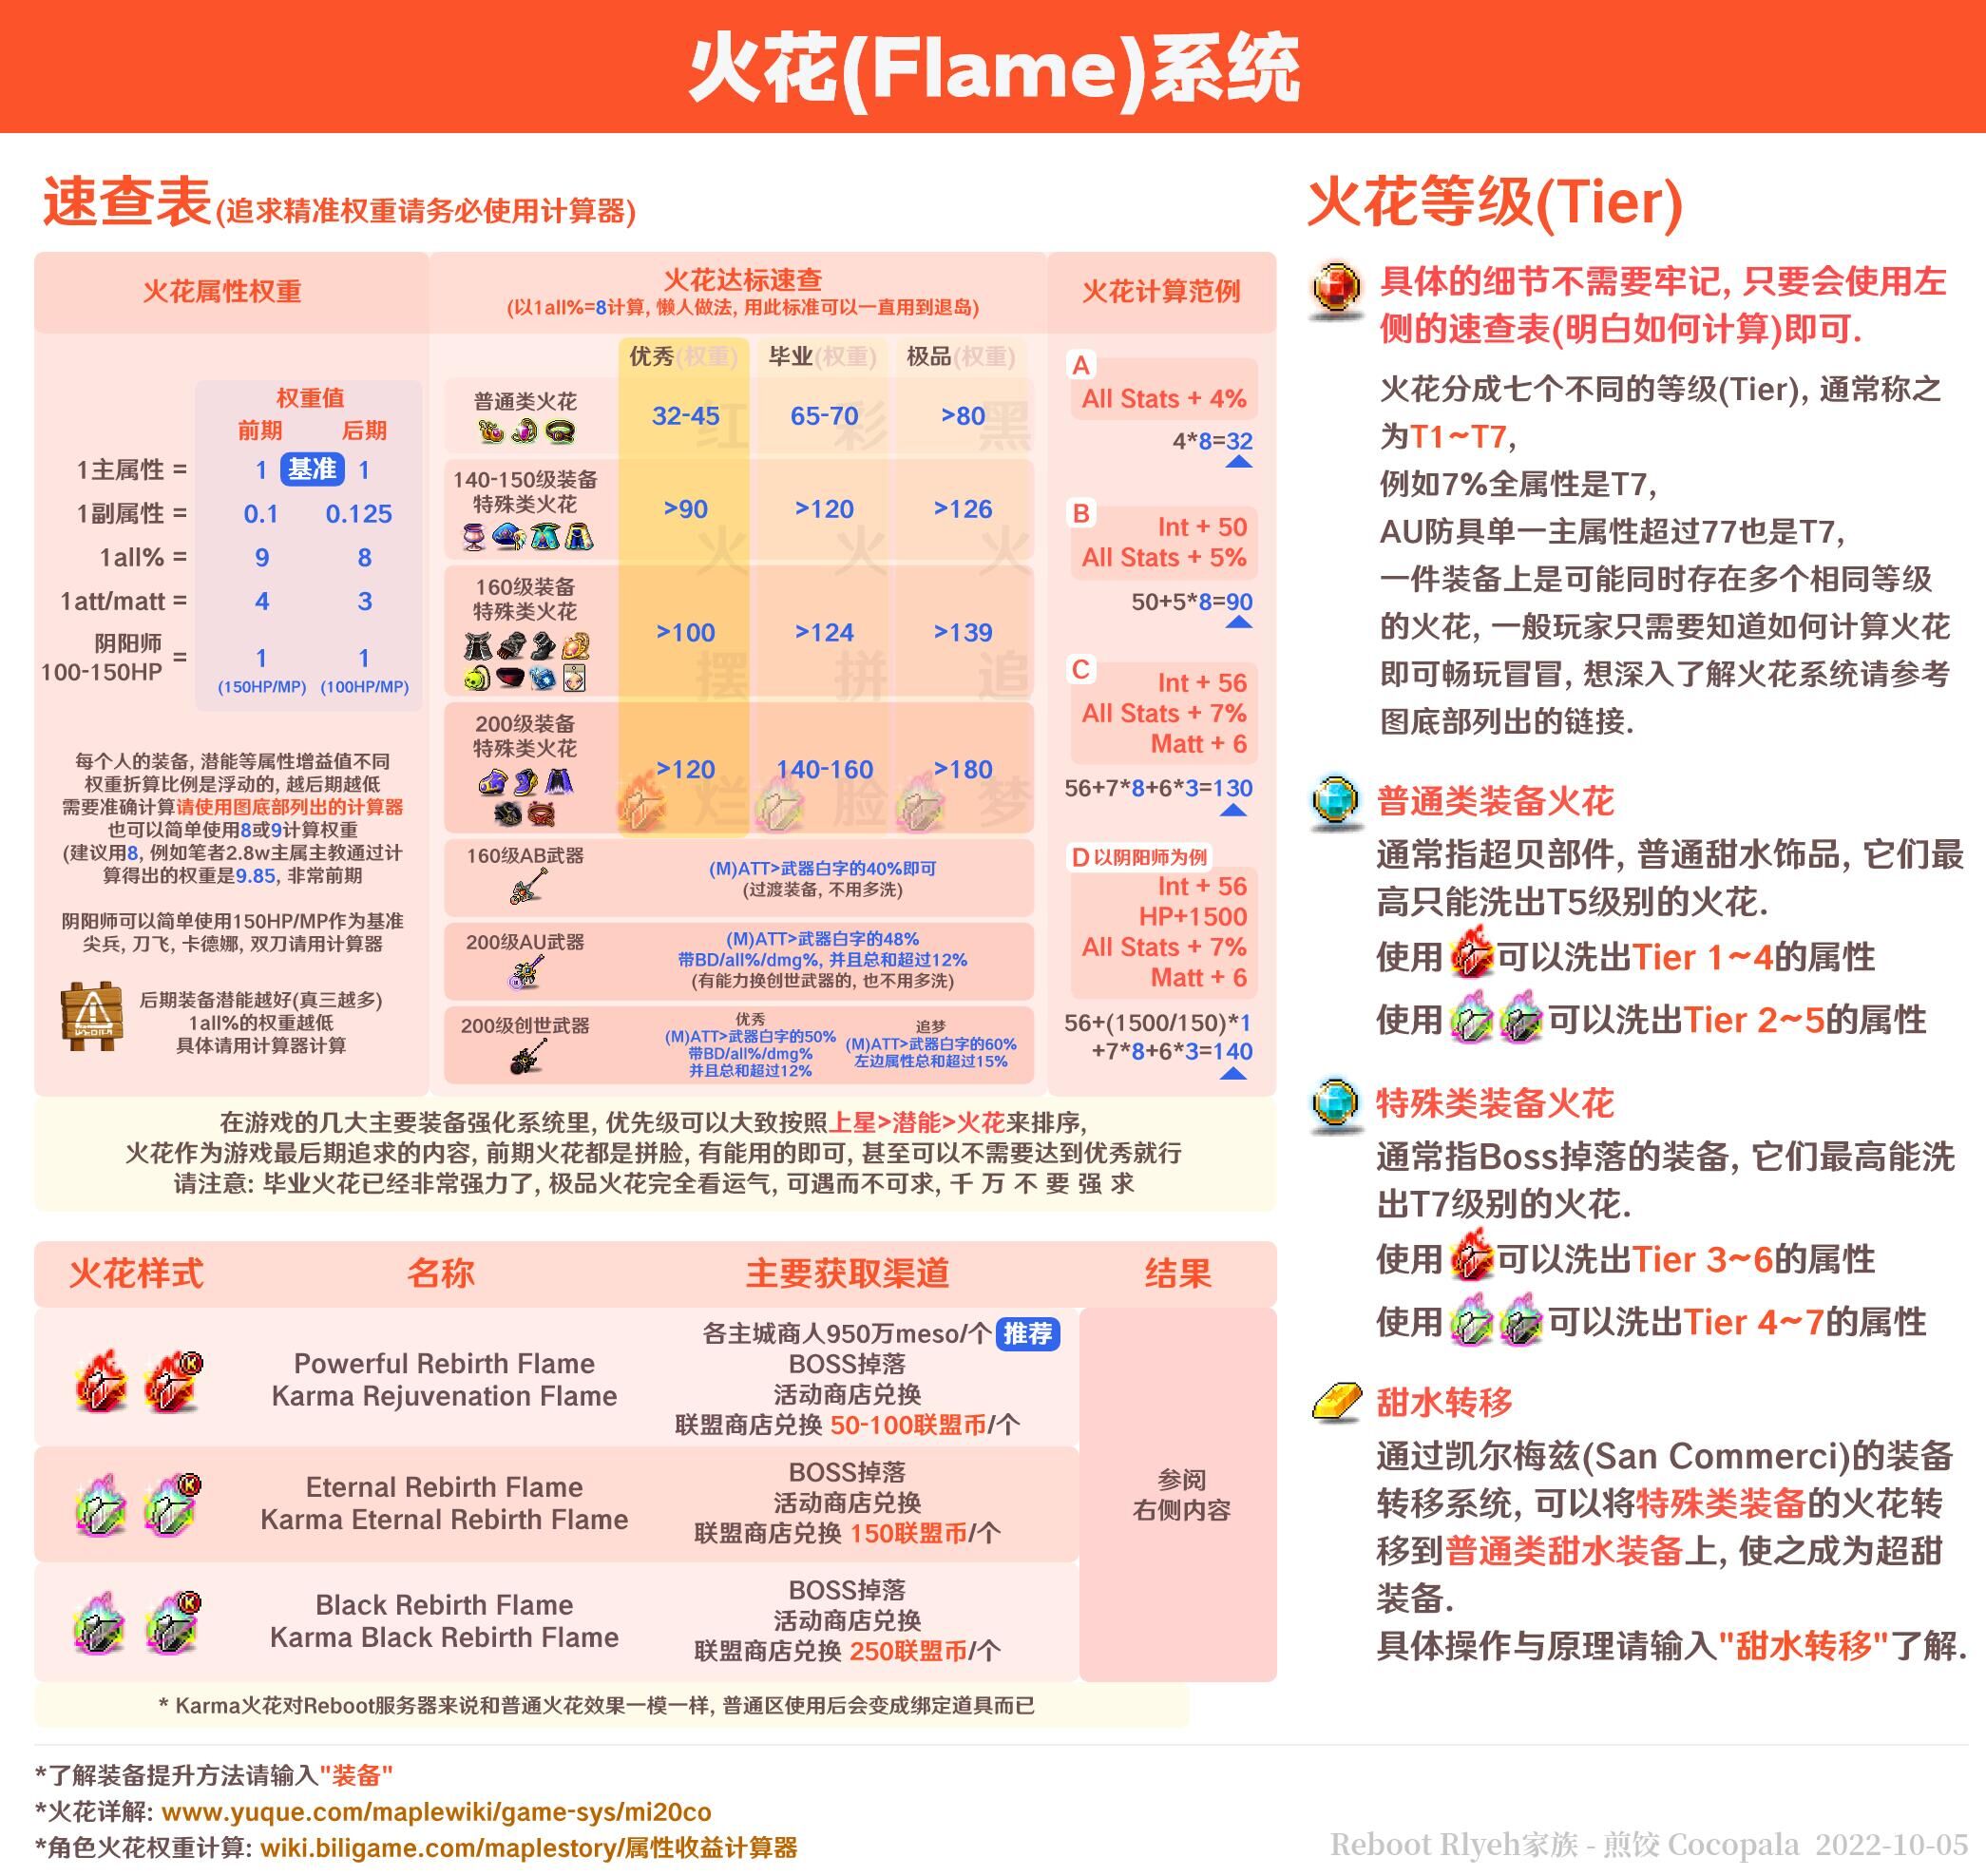 火花(Flame)系统
速查表(追求精准权重请务必使用计算器)
火花属性权重
权重值
前期 后期
1主属性 = 1 基准 1
1副属性 = 0.1 0.125
1all% = 9 8
1att/matt = 4 3
阴阳师
100-150HP = 1 1
(150HP/MP) (100HP/MP)
每个人的装备, 潜能等属性增益值不同
权重折算比例是浮动的, 越后期越低
需要准确计算请使用图底部列出的计算器
也可以简单使用8或9计算权重
(建议用8, 例如笔者2.8w主属主教通过计
算得出的权重是9.85, 非常前期
阴阳师可以简单使用150HP/MP作为基准
尖兵, 刀飞, 卡德娜, 双刀请用计算器
后期装备潜能越好(真三越多)
1all%的权重越低
具体请用计算器计算
火花达标速查
(以1all%=8计算, 懒人做法, 用此标准可以一直用到退岛)
优秀(权重) 毕业(权重) 极品(权重)
普通类火花 32-45 65-70 >80
140-150级装备
特殊类火花 >90 >120 >126
160级装备
特殊类火花 >100 >124 >139
200级装备
特殊类火花 >120 140-160 >180
红火摆烂
彩火拼脸
黑火追梦
160级AB武器
(M)ATT>武器白字的40%即可
(过渡装备, 不用多洗)
200级AU武器
(M)ATT>武器白字的48%
带BD/all%/dmg%, 并且总和超过12%
(有能力换创世武器的, 也不用多洗)
200级创世武器
优秀
(M)ATT>武器白字的50%
带BD/all%/dmg%
并且总和超过12%
追梦
(M)ATT>武器白字的60%
左边属性总和超过15%
火花计算范例
A
All Stats + 4%
4*8=32
B
Int + 50
All Stats + 5%
50+5*8=90
C
Int + 56
All Stats + 7%
Matt + 6
56+7*8+6*3=130
D 以阴阳师为例
Int + 56
HP+1500
All Stats + 7%
Matt + 6
56+(1500/150)*1
+7*8+6*3=140
在游戏的几大主要装备强化系统里, 优先级可以大致按照上星>潜能>火花来排序,
火花作为游戏最后期追求的内容, 前期火花都是拼脸, 有能用的即可, 甚至可以不需要达到优秀就行
请注意: 毕业火花已经非常强力了, 极品火花完全看运气, 可遇而不可求, 千 万 不 要 强 求
火花样式 名称 主要获取渠道 结果
Powerful Rebirth Flame
Karma Rejuvenation Flame
各主城商人950万meso/个 推荐
BOSS掉落
活动商店兑换
联盟商店兑换 50-100联盟币/个
Eternal Rebirth Flame
Karma Eternal Rebirth Flame
BOSS掉落
活动商店兑换
联盟商店兑换 150联盟币/个
Black Rebirth Flame
Karma Black Rebirth Flame
BOSS掉落
活动商店兑换
联盟商店兑换 250联盟币/个
参阅
右侧内容
* Karma火花对Reboot服务器来说和普通火花效果一模一样, 普通区使用后会变成绑定道具而已
火花等级(Tier)
具体的细节不需要牢记, 只要会使用左
侧的速查表(明白如何计算)即可.
火花分成七个不同的等级(Tier), 通常称之
为T1~T7,
例如7%全属性是T7,
AU防具单一主属性超过77也是T7,
一件装备上是可能同时存在多个相同等级
的火花, 一般玩家只需要知道如何计算火花
即可畅玩冒冒, 想深入了解火花系统请参考
图底部列出的链接.
普通类装备火花
通常指超贝部件, 普通甜水饰品, 它们最
高只能洗出T5级别的火花.
使用可以洗出Tier 1~4的属性
使用可以洗出Tier 2~5的属性
特殊类装备火花
通常指Boss掉落的装备, 它们最高能洗
出T7级别的火花.
使用可以洗出Tier 3~6的属性
使用可以洗出Tier 4~7的属性
甜水转移
通过凯尔梅兹(San Commerci)的装备
转移系统, 可以将特殊类装备的火花转
移到普通类甜水装备上, 使之成为超甜
装备.
具体操作与原理请输入"甜水转移"了解.
*了解装备提升方法请输入"装备"
*火花详解: www.yuque.com/maplewiki/game-sys/mi20co
*角色火花权重计算: wiki.biligame.com/maplestory/属性收益计算器
Reboot Rlyeh家族 - 煎饺 Cocopala 2022-10-05